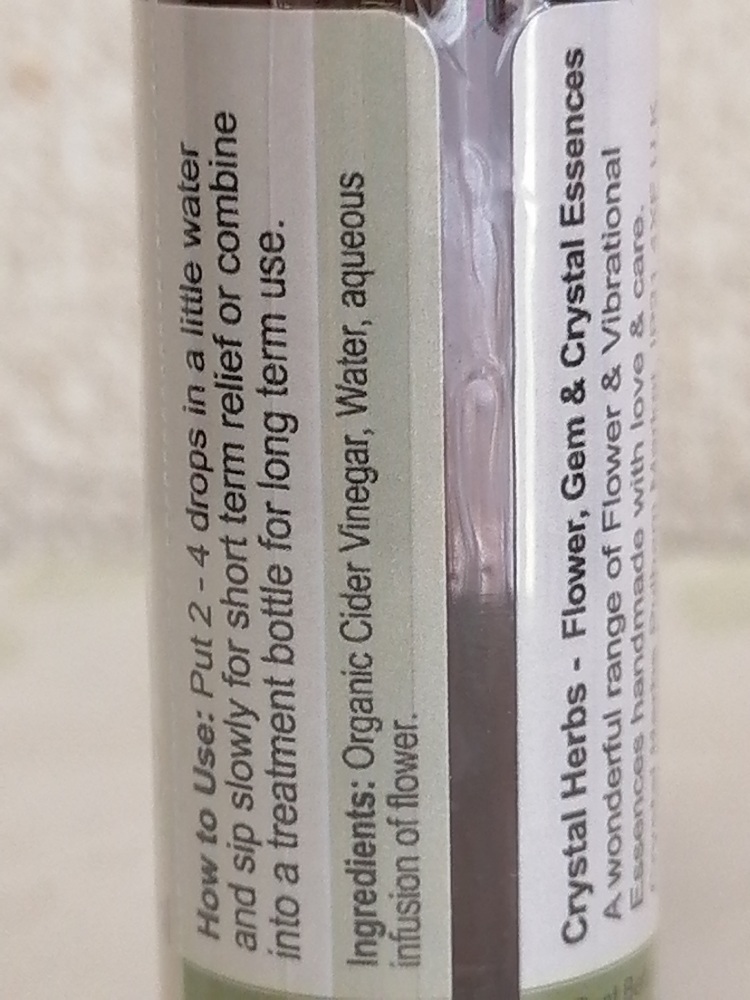 How to Use: Put 2 - 4 drops in a little water
and sip slowly for short term relief or combine
into a treatment bottle for long term use.
Ingredients: Organic Cider Vinegar, Water, aqueous
infusion of flower.
Crystal Herbs - Flower, Gem & Crystal Essences
A wonderful range of Flower & Vibrational
Essences handmade with love & care.